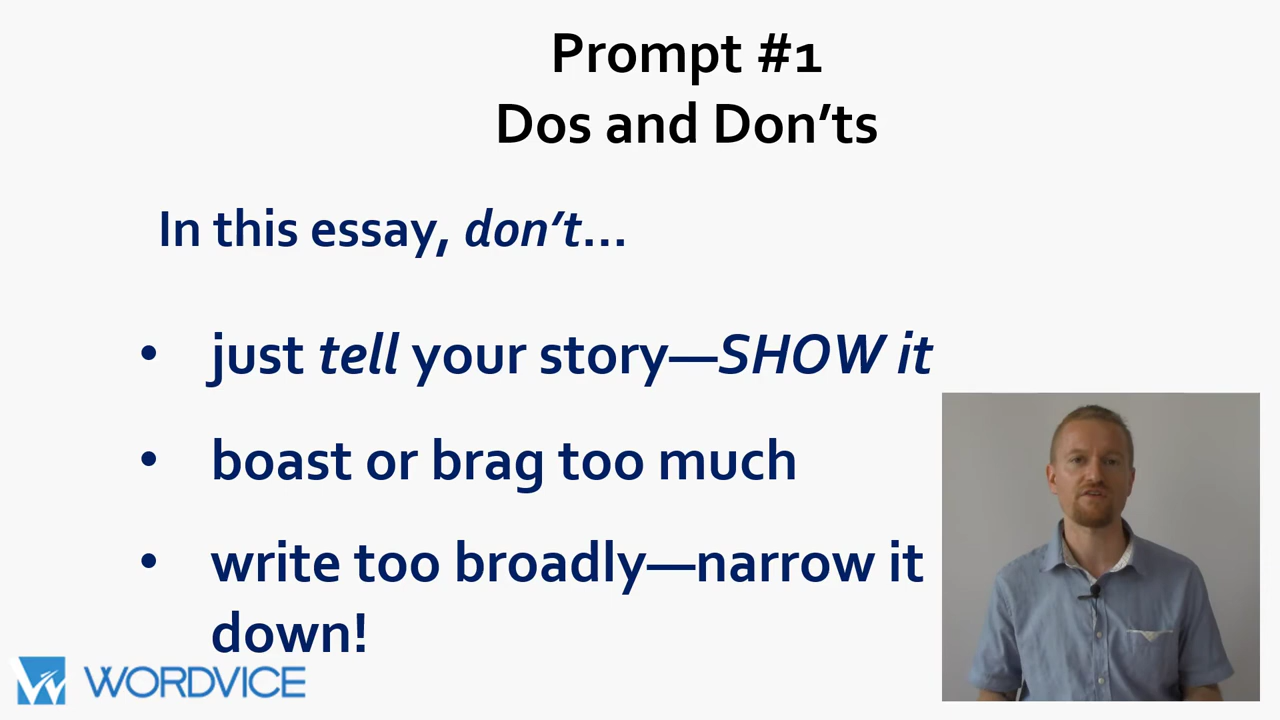 Prompt #1
Dos and Don’ts
In this essay, don’t…
• just tell your story—SHOW it
• boast or brag too much
• write too broadly—narrow it
down!
WORDVICE